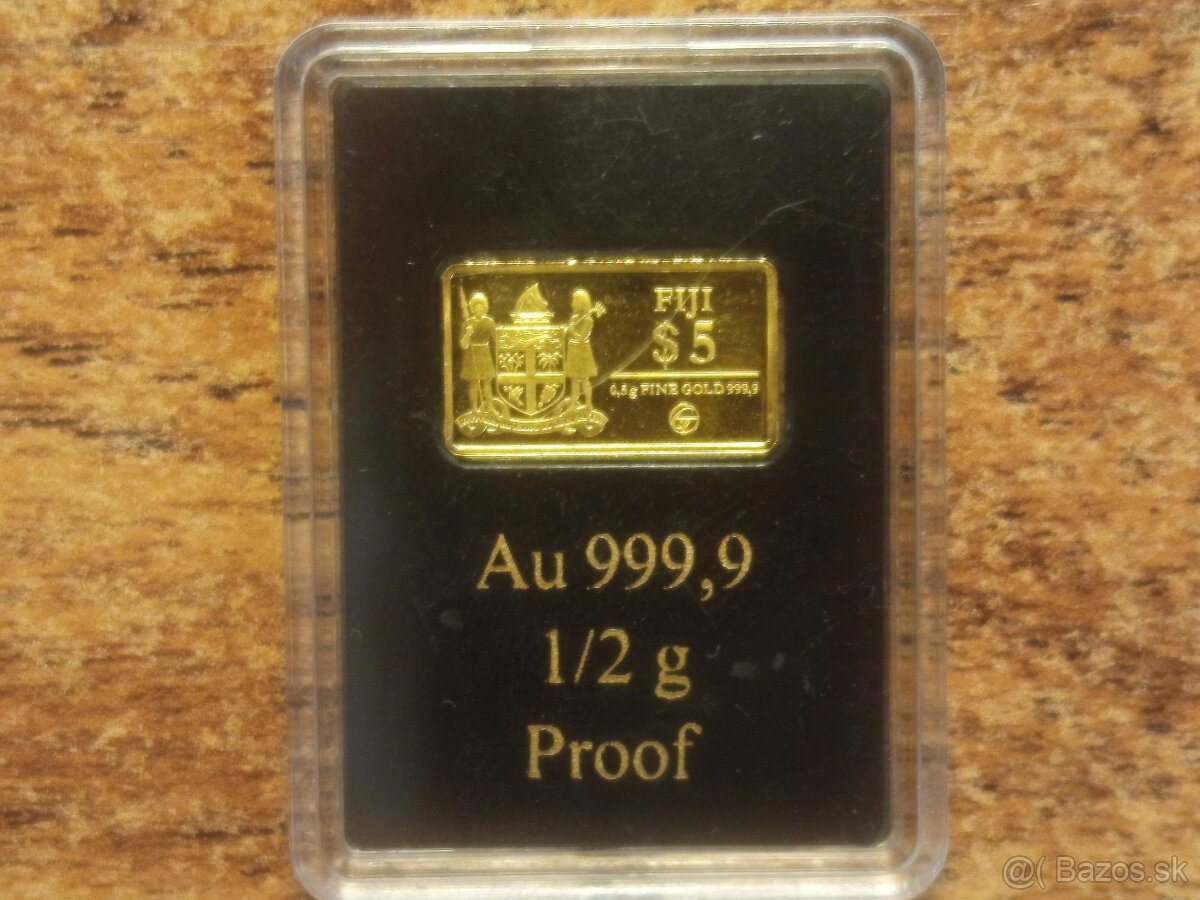 FIJI
$ 5
0,5 g FINE GOLD 999,9
Au 999,9
1/2 g
Proof
@( Bazos.sk